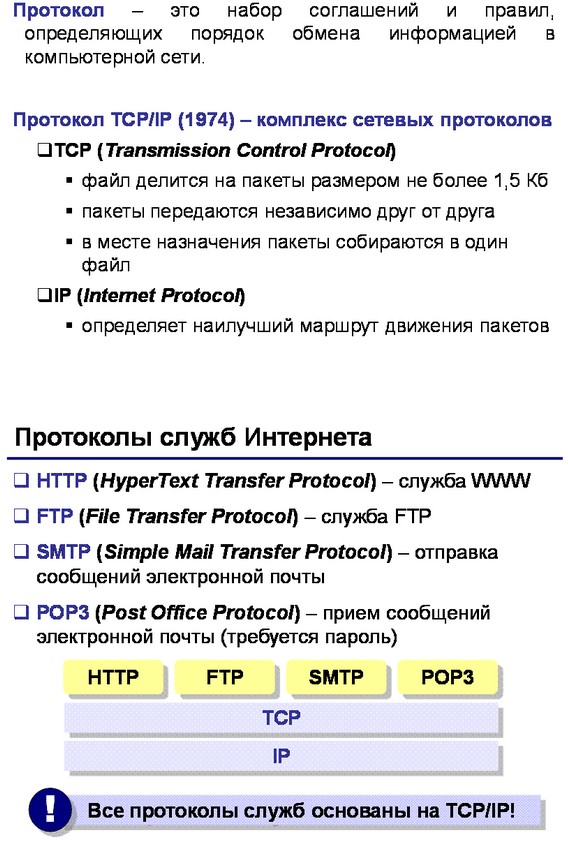 Протокол – это набор соглашений и правил,
определяющих порядок обмена информацией в
компьютерной сети.
Протокол TCP/IP (1974) – комплекс сетевых протоколов
❑TCP (Transmission Control Protocol)
▪ файл делится на пакеты размером не более 1,5 Кб
▪ пакеты передаются независимо друг от друга
▪ в месте назначения пакеты собираются в один
файл
❑IP (Internet Protocol)
▪ определяет наилучший маршрут движения пакетов
Протоколы служб Интернета
❑ HTTP (HyperText Transfer Protocol) – служба WWW
❑ FTP (File Transfer Protocol) – служба FTP
❑ SMTP (Simple Mail Transfer Protocol) – отправка
сообщений электронной почты
❑ POP3 (Post Office Protocol) – прием сообщений
электронной почты (требуется пароль)
HTTP FTP SMTP POP3
TCP
IP
! Все протоколы служб основаны на TCP/IP!